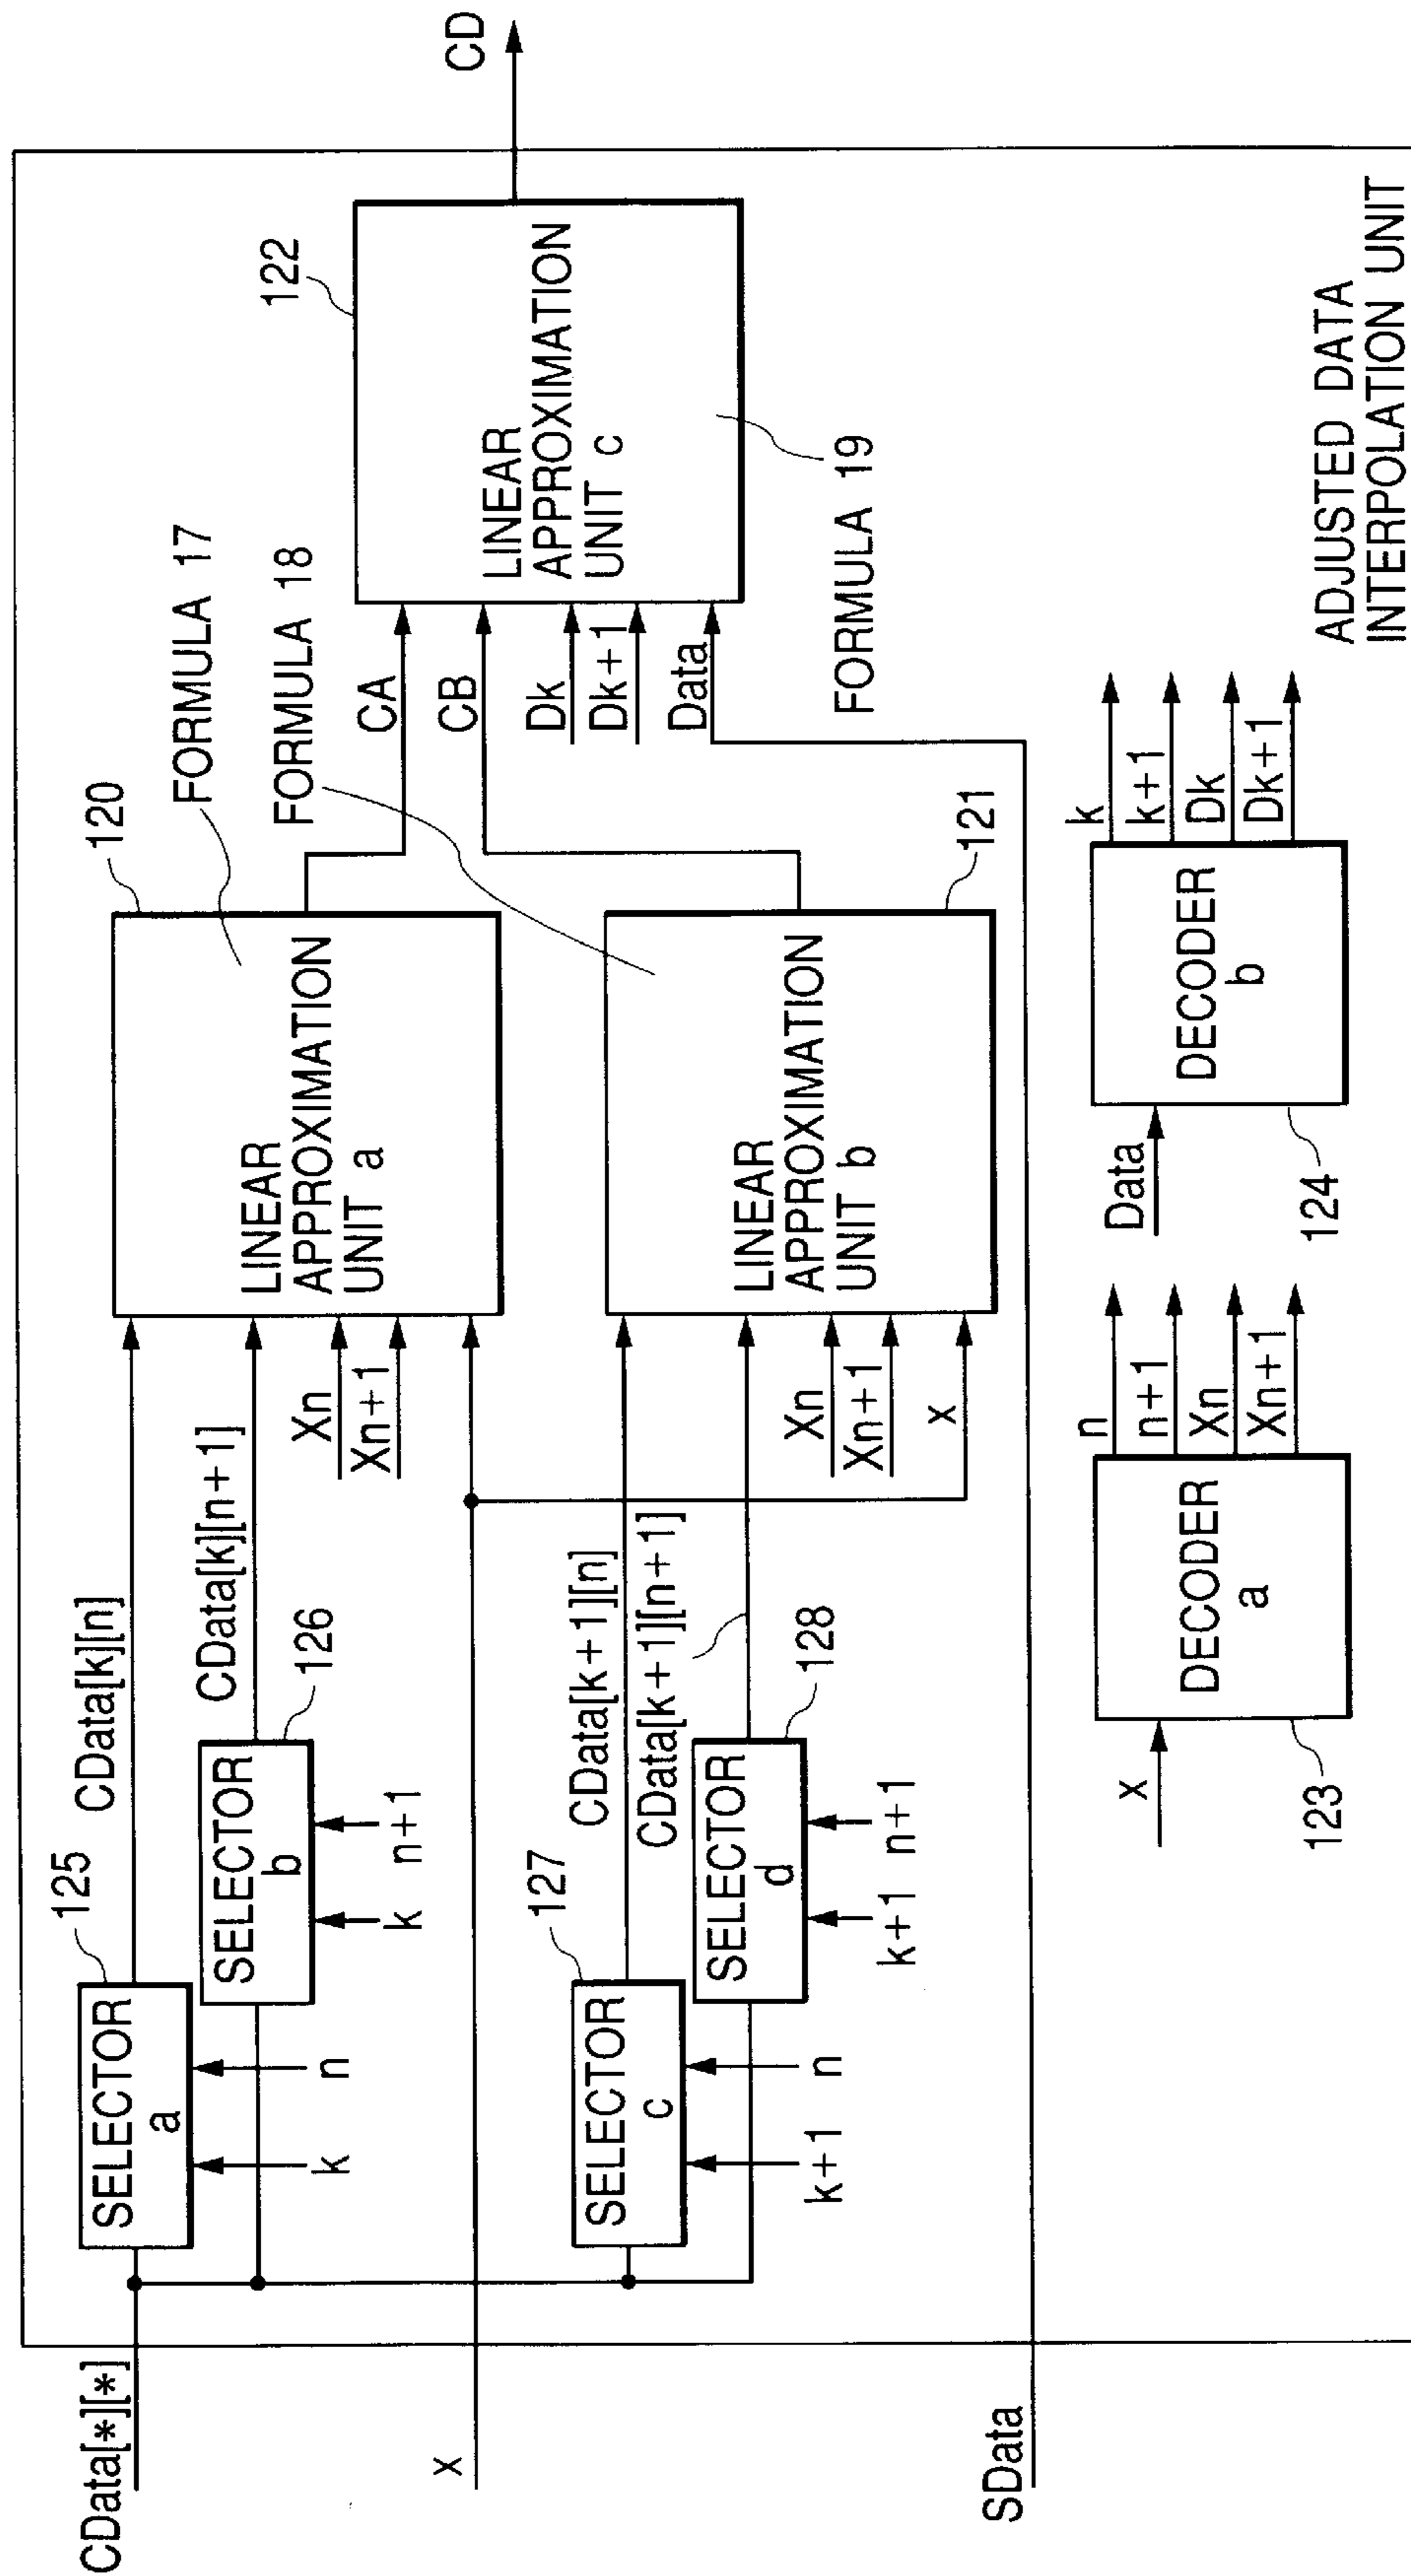 CData[*][*]
x
SData
125
SELECTOR
a
k
n
CData[k][n]
126
SELECTOR
b
k
n+1
CData[k][n+1]
127
SELECTOR
c
k+1
n
CData[k+1][n]
CData[k+1][n+1]
128
SELECTOR
d
k+1
n+1
Xn
Xn+1
120
LINEAR
APPROXIMATION
UNIT a
FORMULA 17
FORMULA 18
Xn
Xn+1
x
121
LINEAR
APPROXIMATION
UNIT b
CA
CB
Dk
Dk+1
Data
122
LINEAR
APPROXIMATION
UNIT c
FORMULA 19
CD
x
123
DECODER
a
n
n+1
Xn
Xn+1
Data
124
DECODER
b
k
k+1
Dk
Dk+1
ADJUSTED DATA
INTERPOLATION UNIT